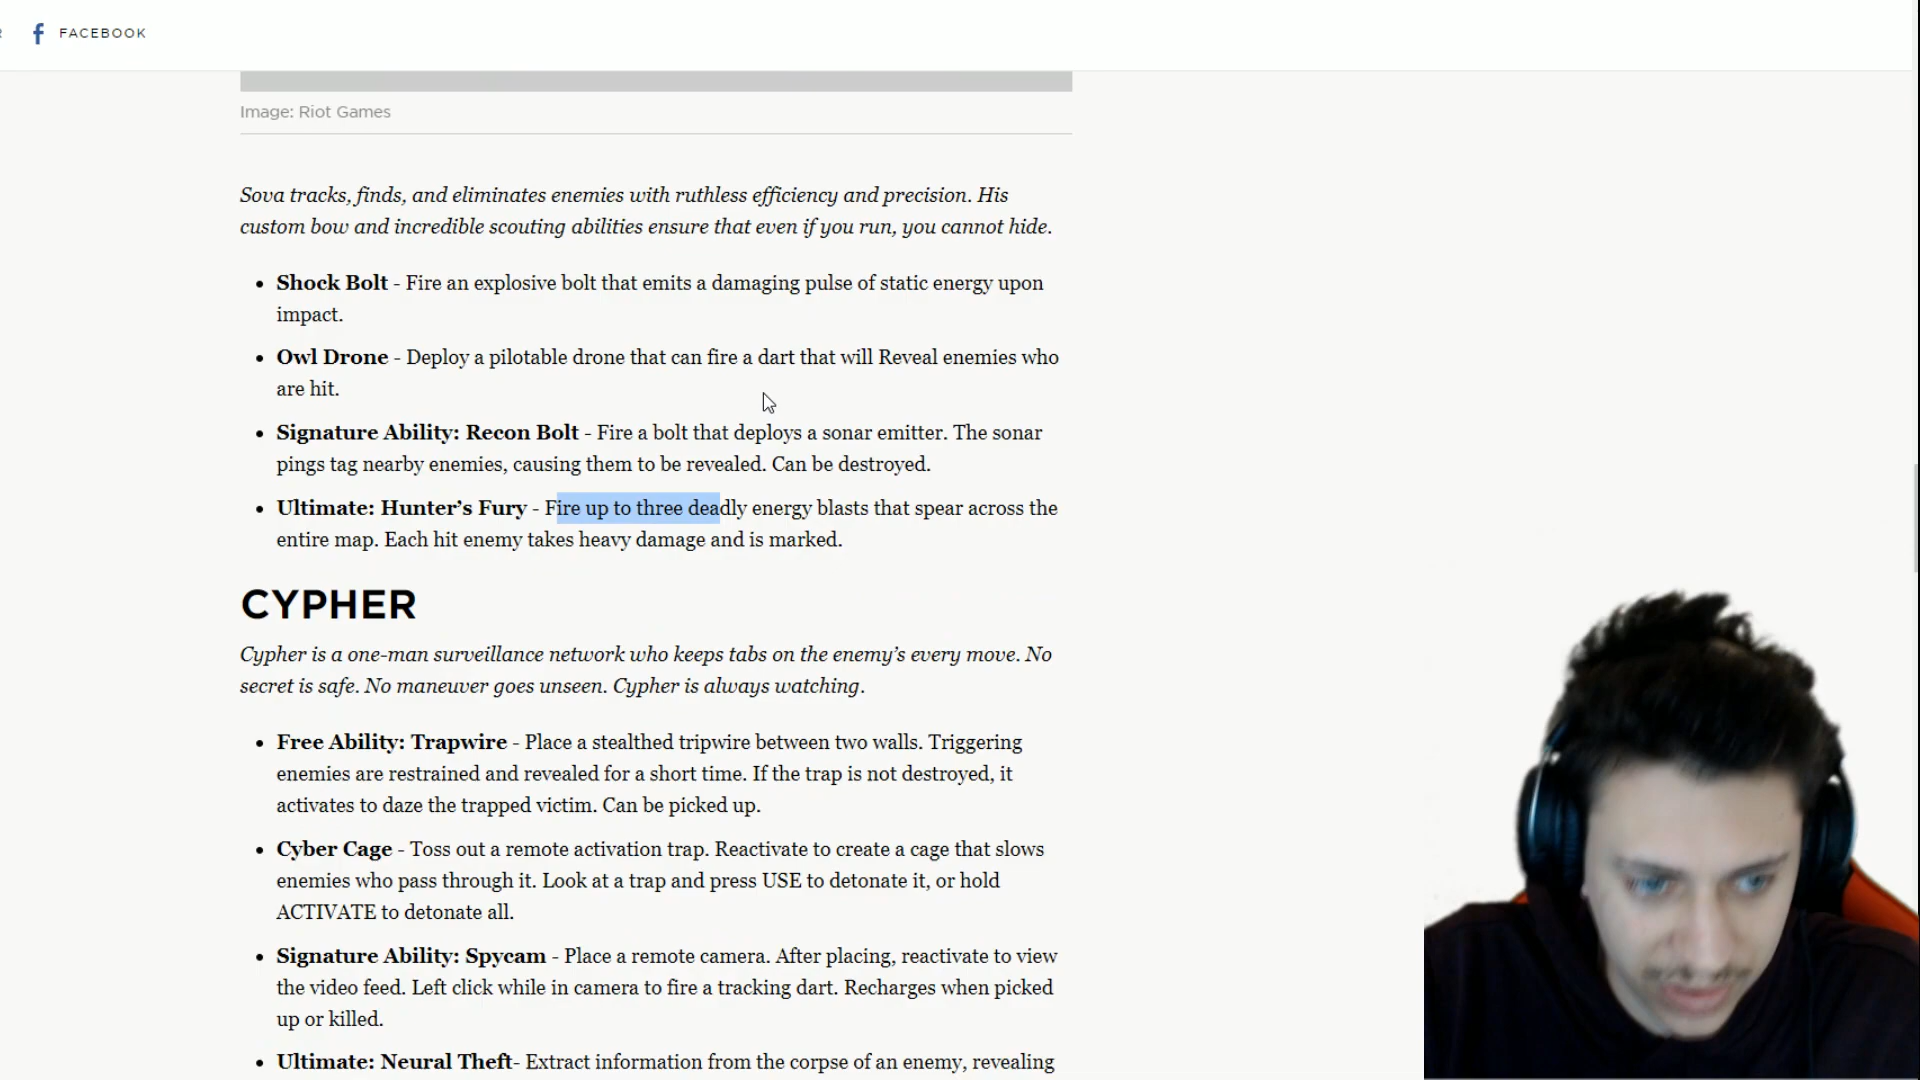 FACEBOOK
Image: Riot Games
Sova tracks, finds, and eliminates enemies with ruthless efficiency and precision. His
custom bow and incredible scouting abilities ensure that even if you run, you cannot hide.
• Shock Bolt - Fire an explosive bolt that emits a damaging pulse of static energy upon
impact.
• Owl Drone - Deploy a pilotable drone that can fire a dart that will Reveal enemies who
are hit.
• Signature Ability: Recon Bolt - Fire a bolt that deploys a sonar emitter. The sonar
pings tag nearby enemies, causing them to be revealed. Can be destroyed.
• Ultimate: Hunter’s Fury - Fire up to three deadly energy blasts that spear across the
entire map. Each hit enemy takes heavy damage and is marked.
CYPHER
Cypher is a one-man surveillance network who keeps tabs on the enemy’s every move. No
secret is safe. No maneuver goes unseen. Cypher is always watching.
• Free Ability: Trapwire - Place a stealthed tripwire between two walls. Triggering
enemies are restrained and revealed for a short time. If the trap is not destroyed, it
activates to daze the trapped victim. Can be picked up.
• Cyber Cage - Toss out a remote activation trap. Reactivate to create a cage that slows
enemies who pass through it. Look at a trap and press USE to detonate it, or hold
ACTIVATE to detonate all.
• Signature Ability: Spycam - Place a remote camera. After placing, reactivate to view
the video feed. Left click while in camera to fire a tracking dart. Recharges when picked
up or killed.
• Ultimate: Neural Theft- Extract information from the corpse of an enemy, revealing